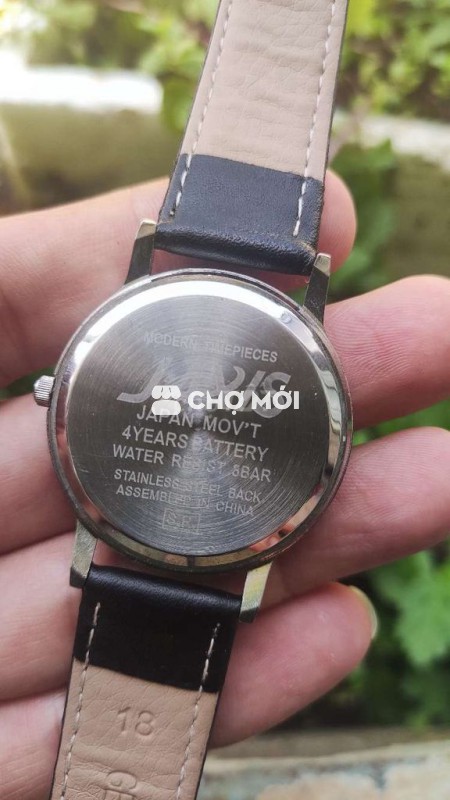 MODERN TIMEPIECES
CHỢ MỚI
JAPAN MOV'T
4YEARS BATTERY
WATER RESIST 3BAR
STAINLESS STEEL BACK
ASSEMBLED IN CHINA
18